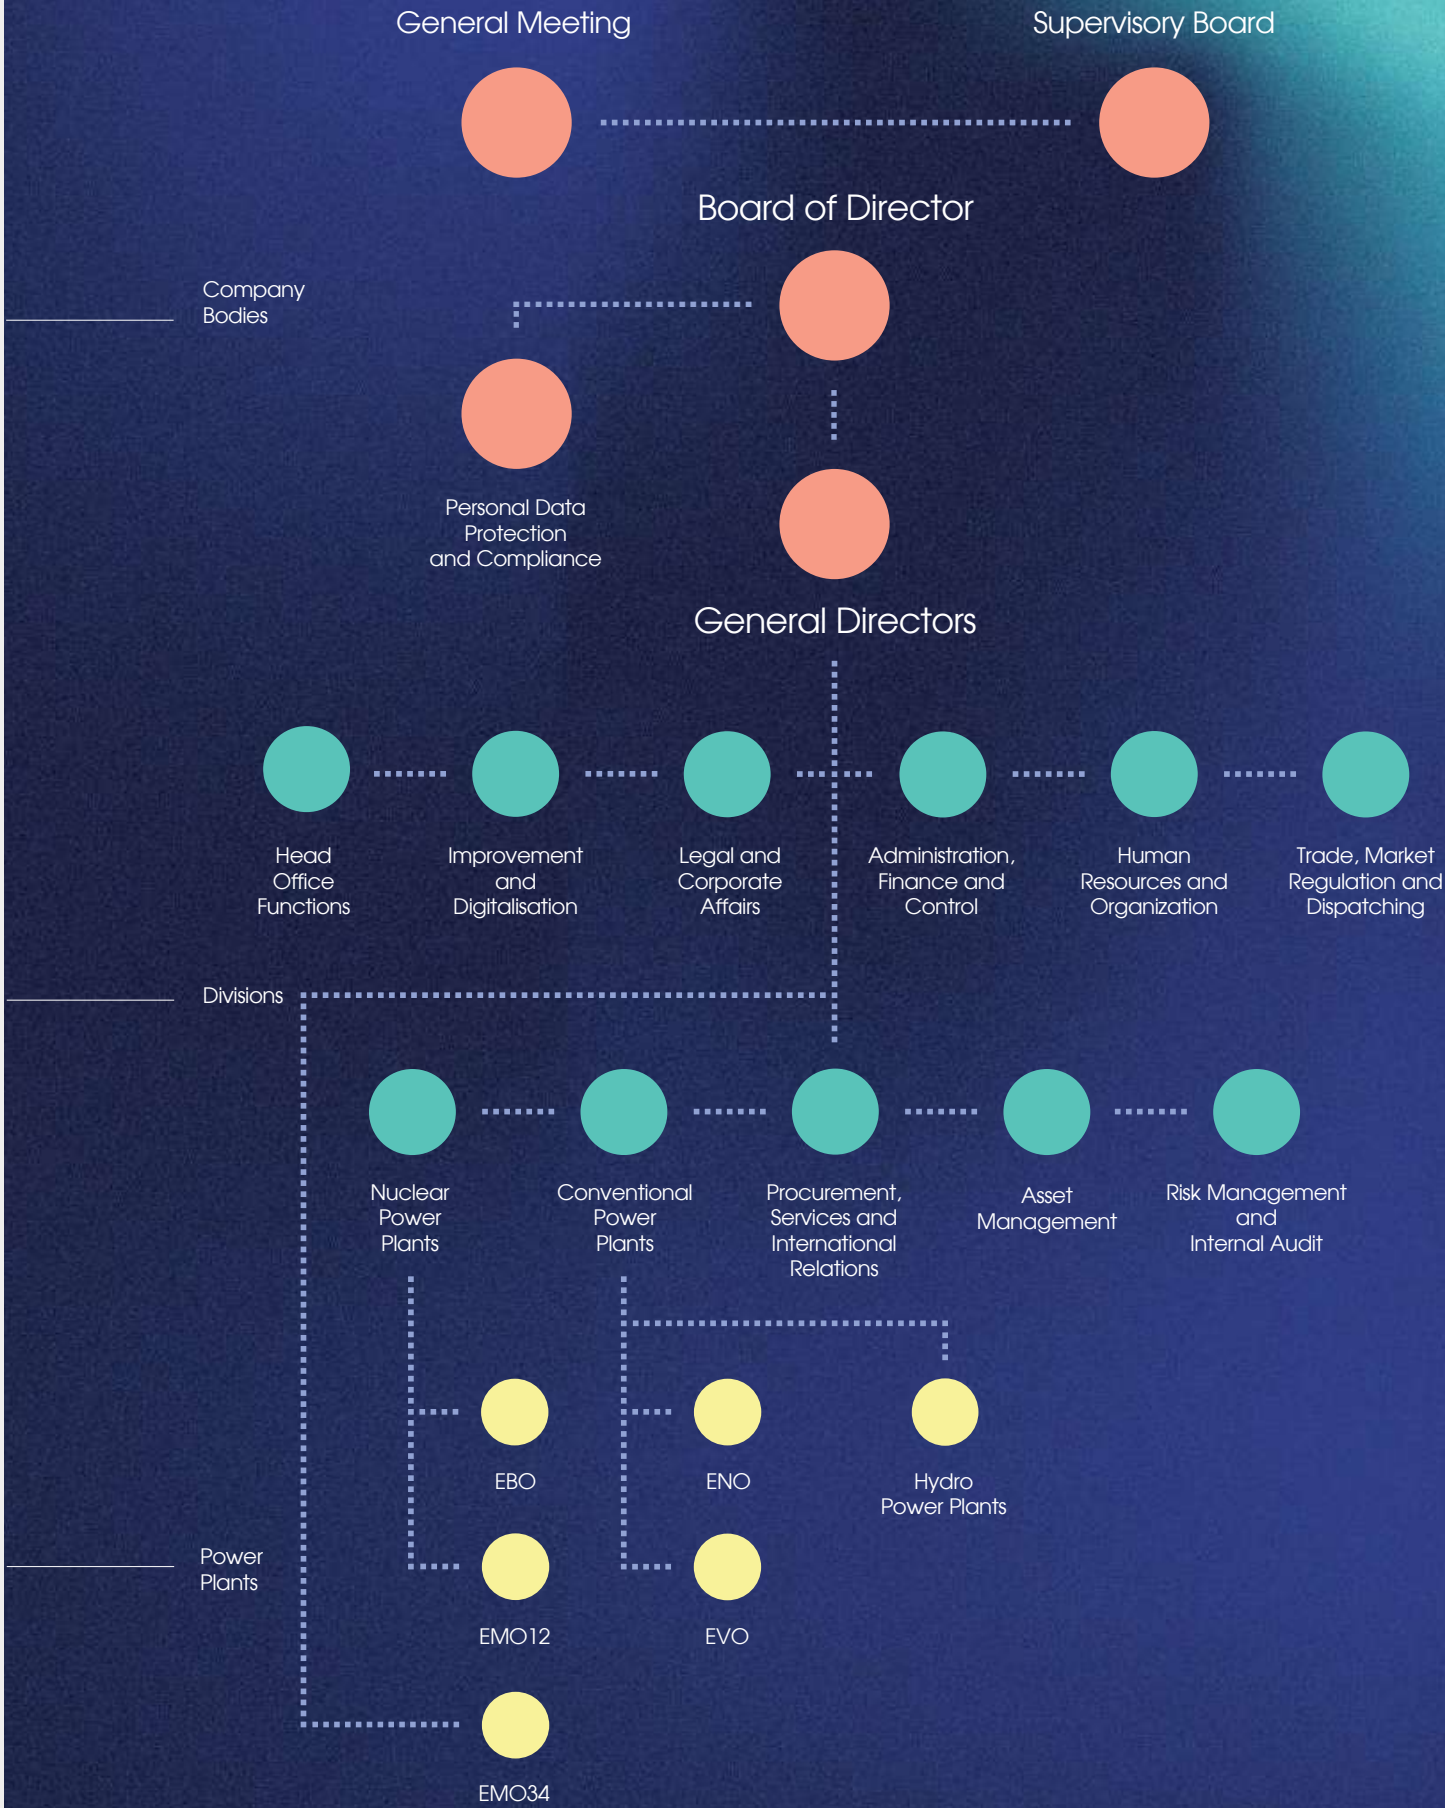 General Meeting
Supervisory Board
Board of Director
Company
Bodies
Personal Data
Protection
and Compliance
General Directors
Head
Office
Functions
Improvement
and
Digitalisation
Legal and
Corporate
Affairs
Administration,
Finance and
Control
Human
Resources and
Organization
Trade, Market
Regulation and
Dispatching
Divisions
Nuclear
Power
Plants
Conventional
Power
Plants
Procurement,
Services and
International
Relations
Asset
Management
Risk Management
and
Internal Audit
EBO
ENO
Hydro
Power Plants
Power
Plants
EMO12
EVO
EMO34